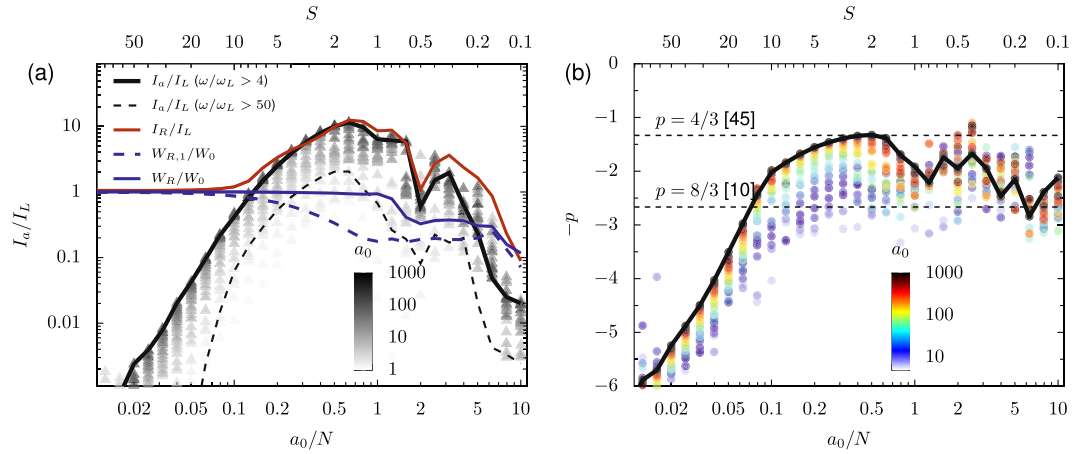 S
50 20 10 5 2 1 0.5 0.2 0.1
(a)
I_a/I_L (ω/ω_L > 4)
I_a/I_L (ω/ω_L > 50)
I_R/I_L
W_{R,1}/W_0
W_R/W_0
10
1
0.1
0.01
I_a/I_L
a_0
1000
100
10
1
0.02 0.05 0.1 0.2 0.5 1 2 5 10
a_0/N
S
50 20 10 5 2 1 0.5 0.2 0.1
(b)
0
−1
−2
−3
−4
−5
−6
−p
p = 4/3 [45]
p = 8/3 [10]
a_0
1000
100
10
0.02 0.05 0.1 0.2 0.5 1 2 5 10
a_0/N